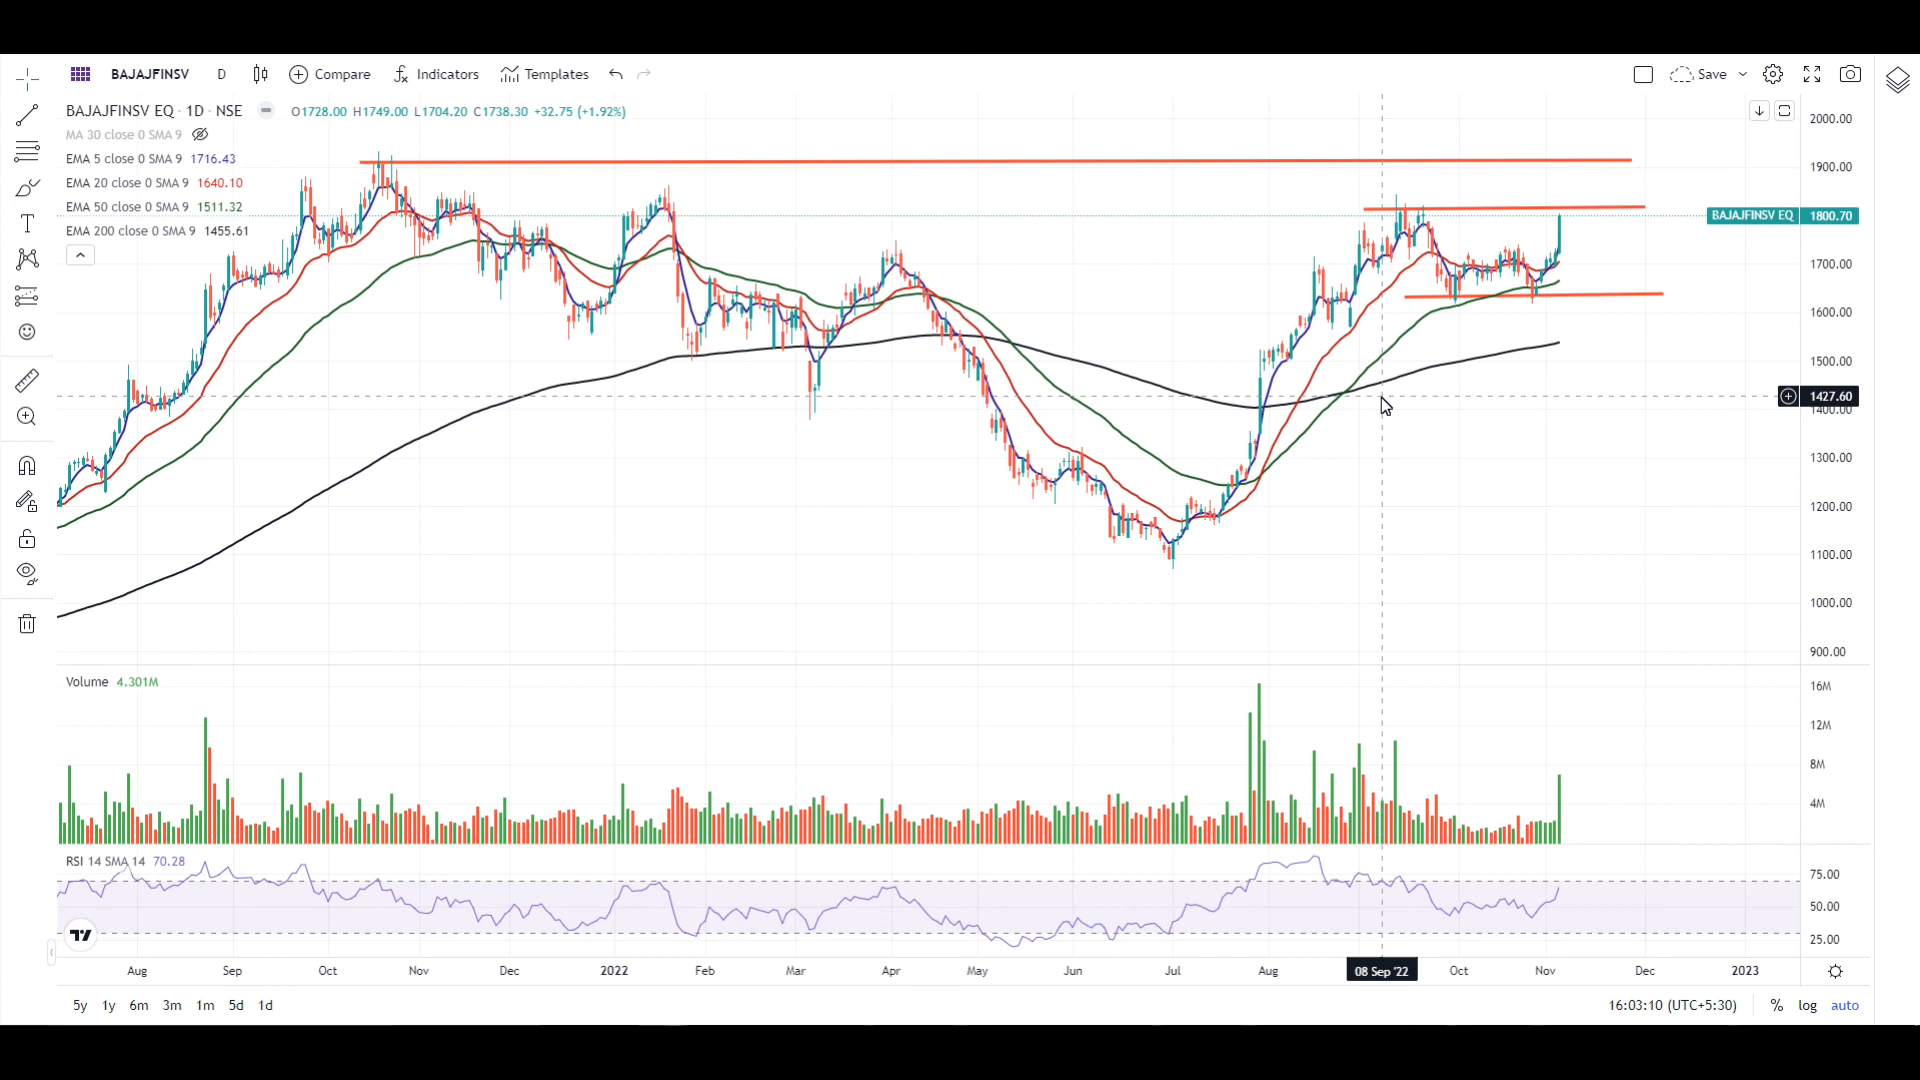 BAJAJFINSV D Compare Indicators Templates Save
BAJAJFINSV EQ · 1D · NSE O1728.00 H1749.00 L1704.20 C1738.30 +32.75 (+1.92%)
MA 30 close 0 SMA 9
EMA 5 close 0 SMA 9 1716.43
EMA 20 close 0 SMA 9 1640.10
EMA 50 close 0 SMA 9 1511.32
EMA 200 close 0 SMA 9 1455.61
2000.00
1900.00
BAJAJFINSV EQ 1800.70
1700.00
1600.00
1500.00
1427.60
1400.00
1300.00
1200.00
1100.00
1000.00
900.00
Volume 4.301M
16M
12M
8M
4M
RSI 14 SMA 14 70.28
75.00
50.00
25.00
Aug Sep Oct Nov Dec 2022 Feb Mar Apr May Jun Jul Aug 08 Sep '22 Oct Nov Dec 2023
5y 1y 6m 3m 1m 5d 1d 16:03:10 (UTC+5:30) % log auto